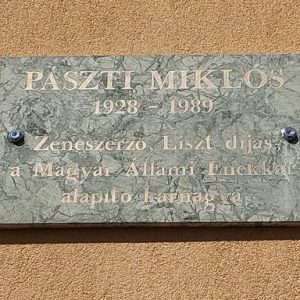 PÁSZTI MIKLÓS
1928 - 1989
Zeneszerző, Liszt díjas,
a Magyar Állami Énekkar
alapító karnagya